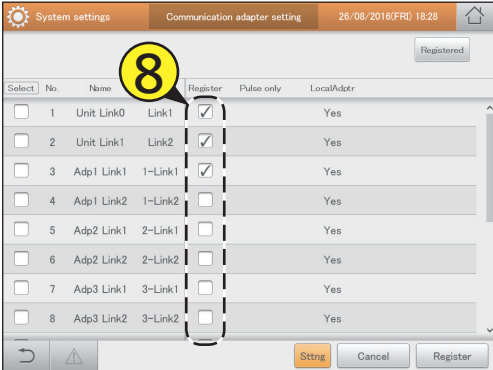 System settings Communication adapter setting 26/08/2016(FRI) 18:28
Registered
8
Select No. Name Register Pulse only LocalAdptr
1 Unit Link0 Link1 Yes
2 Unit Link1 Link2 Yes
3 Adp1 Link1 1-Link1 Yes
4 Adp1 Link2 1-Link2 Yes
5 Adp2 Link1 2-Link1 Yes
6 Adp2 Link2 2-Link2 Yes
7 Adp3 Link1 3-Link1 Yes
8 Adp3 Link2 3-Link2 Yes
Sttng Cancel Register